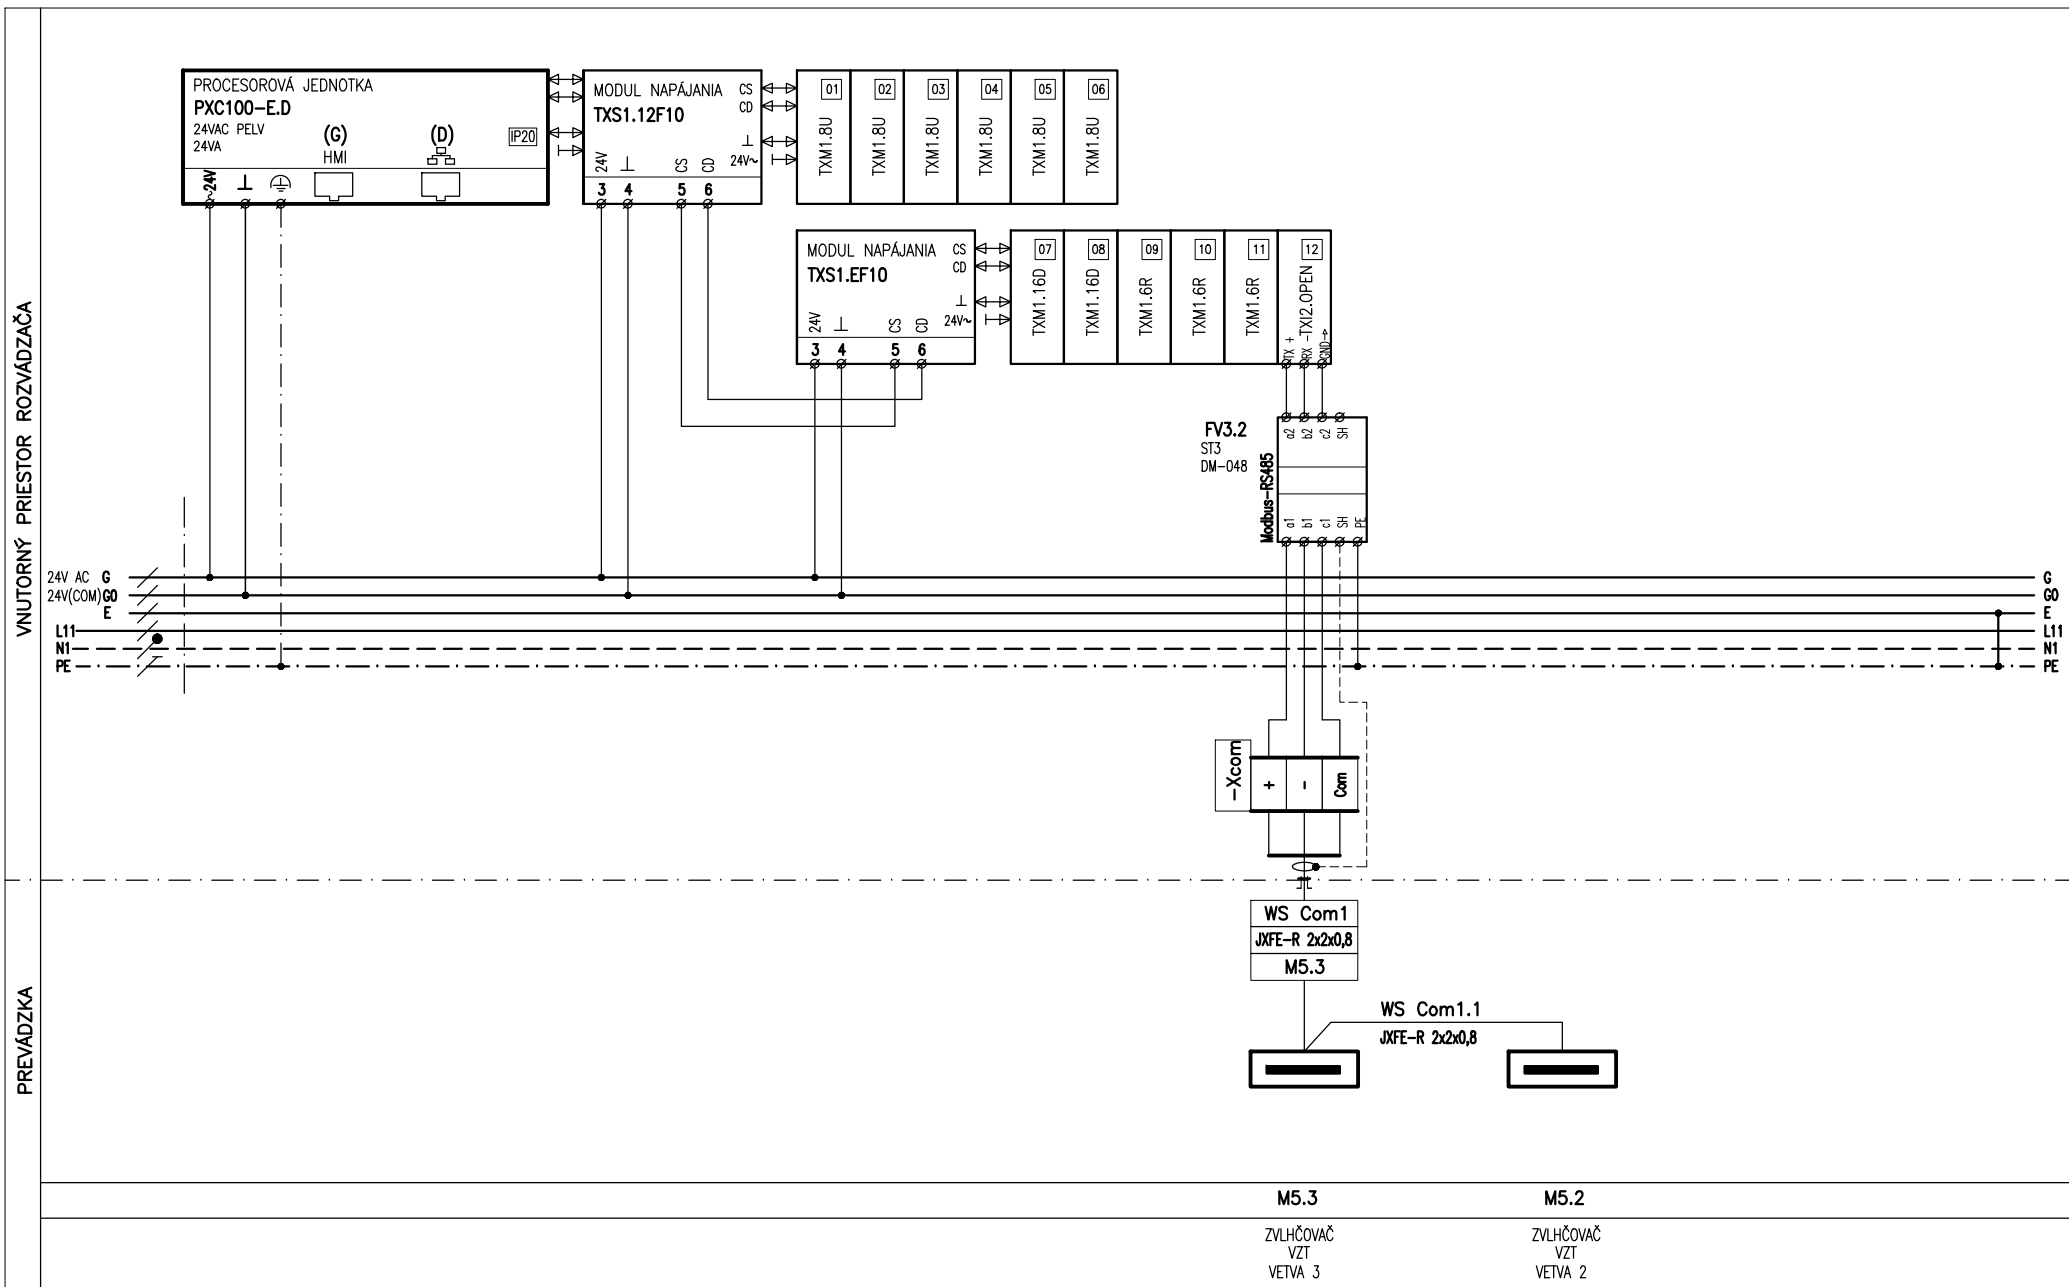 VNUTORNÝ PRIESTOR ROZVÁDZAČA
PREVÁDZKA
PROCESOROVÁ JEDNOTKA
PXC100-E.D
24VAC PELV
24VA
(G)
HMI
(D)
IP20
~24V
MODUL NAPÁJANIA
TXS1.12F10
CS
CD
24V~
24V
CS
CD
3
4
5
6
01
TXM1.8U
02
TXM1.8U
03
TXM1.8U
04
TXM1.8U
05
TXM1.8U
06
TXM1.8U
MODUL NAPÁJANIA
TXS1.EF10
CS
CD
24V~
24V
CS
CD
3
4
5
6
07
TXM1.16D
08
TXM1.16D
09
TXM1.6R
10
TXM1.6R
11
TXM1.6R
12
TXI2.OPEN
TX +
RX -
GND
FV3.2
ST3
DM-048
Modbus-RS485
a2
b2
c2
SH
a1
b1
c1
SH
PE
24V AC G
24V(COM) G0
E
L11
N1
PE
G
G0
E
L11
N1
PE
-Xcom
+
-
Com
WS Com1
JXFE-R 2x2x0,8
M5.3
WS Com1.1
JXFE-R 2x2x0,8
M5.3
M5.2
ZVLHČOVAČ
VZT
VETVA 3
ZVLHČOVAČ
VZT
VETVA 2